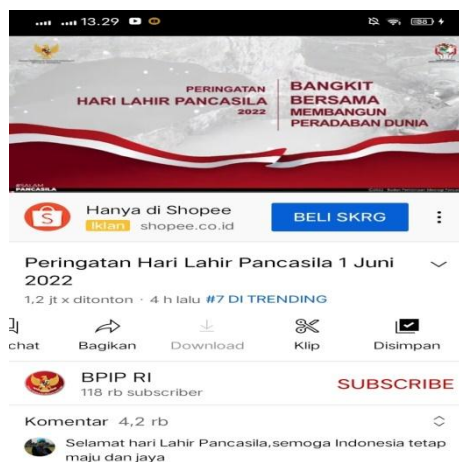 13.29
PERINGATAN
HARI LAHIR PANCASILA
2022
BANGKIT
BERSAMA
MEMBANGUN
PERADABAN DUNIA
PANCASILA
Hanya di Shopee
Iklan shopee.co.id
BELI SKRG
Peringatan Hari Lahir Pancasila 1 Juni
2022
1,2 jt x ditonton · 4 h lalu #7 DI TRENDING
chat Bagikan Download Klip Disimpan
BPIP RI
118 rb subscriber
SUBSCRIBE
Komentar 4,2 rb
Selamat hari Lahir Pancasila,semoga Indonesia tetap
maju dan jaya